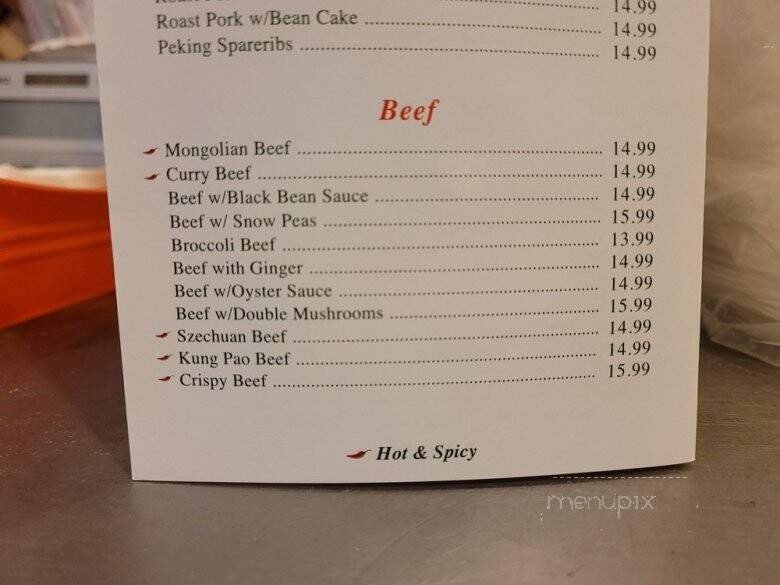 14.99
Roast Pork w/Bean Cake 14.99
Peking Spareribs 14.99
Beef
Mongolian Beef 14.99
Curry Beef 14.99
Beef w/Black Bean Sauce 14.99
Beef w/ Snow Peas 15.99
Broccoli Beef 13.99
Beef with Ginger 14.99
Beef w/Oyster Sauce 14.99
Beef w/Double Mushrooms 15.99
Szechuan Beef 14.99
Kung Pao Beef 14.99
Crispy Beef 15.99
Hot & Spicy
menupix